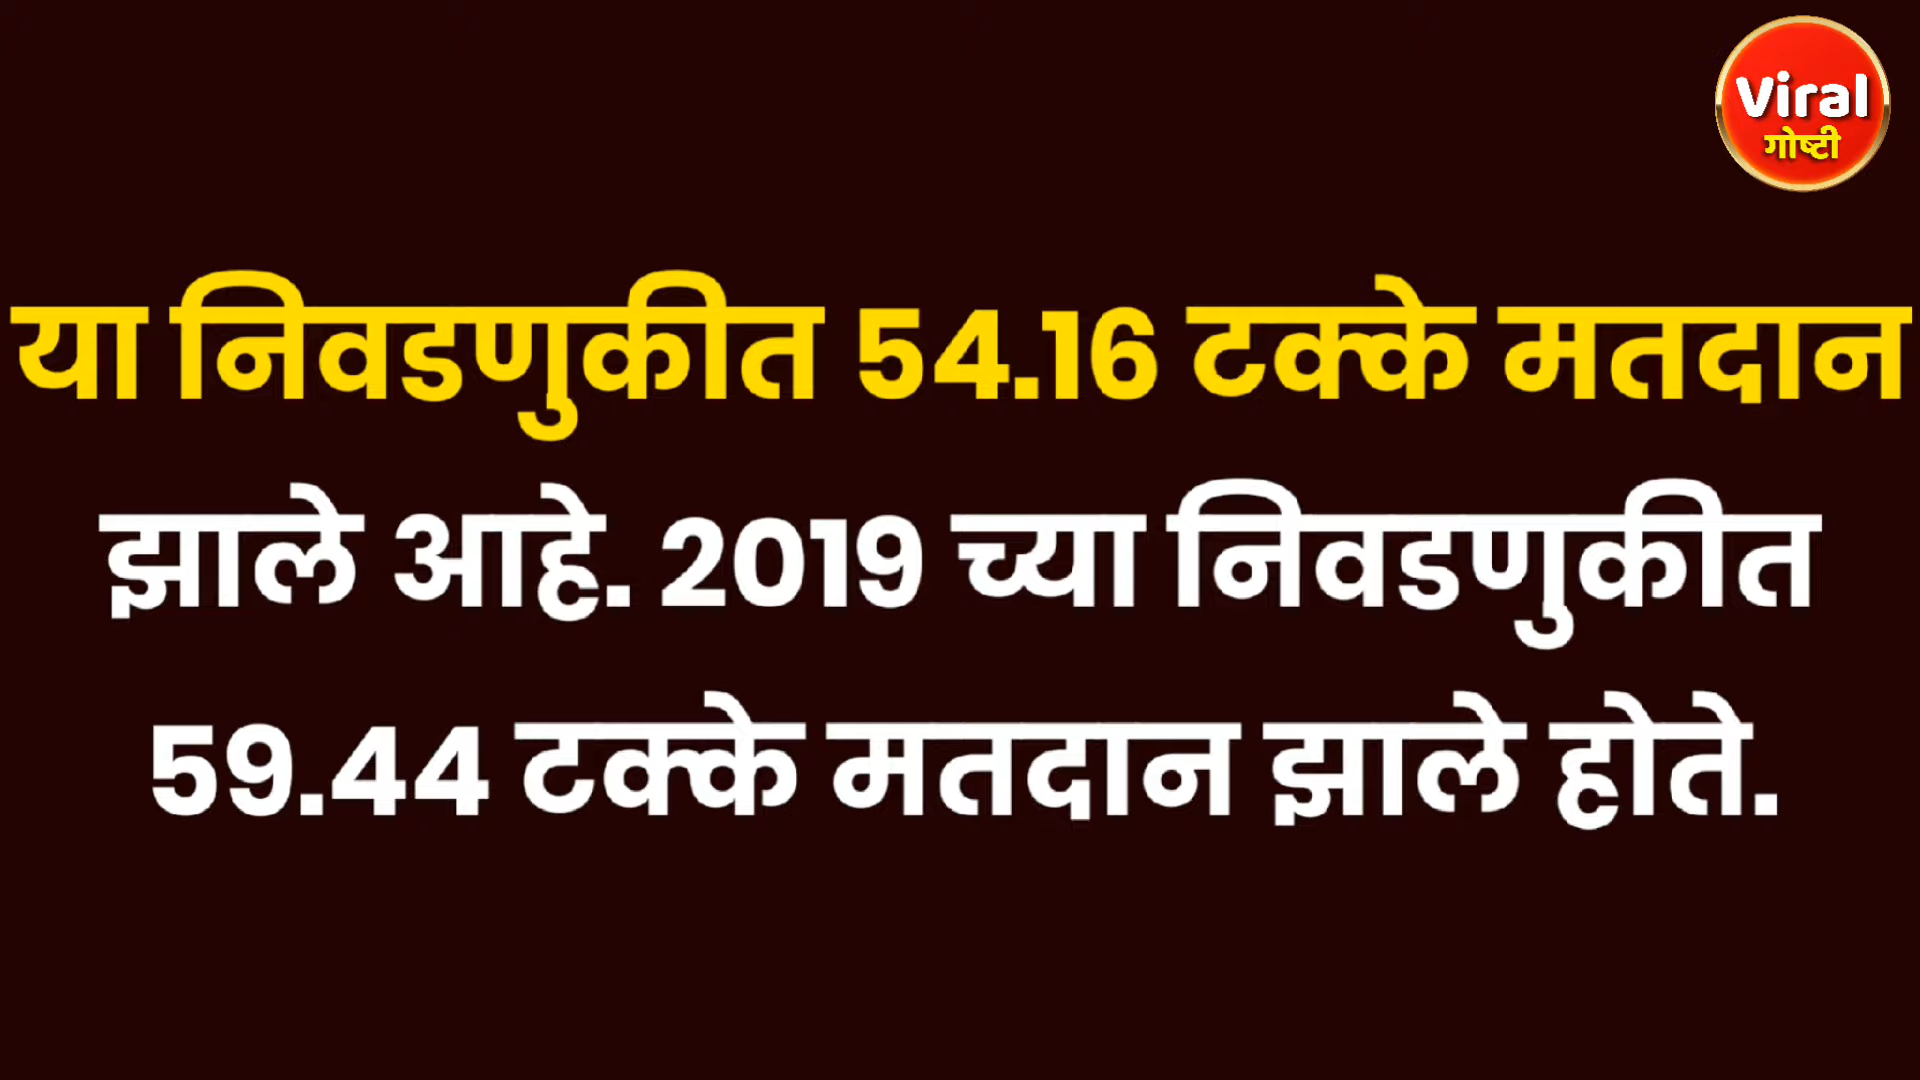 Viral
गोष्टी
या निवडणुकीत 54.16 टक्के मतदान
झाले आहे. 2019 च्या निवडणुकीत
59.44 टक्के मतदान झाले होते.